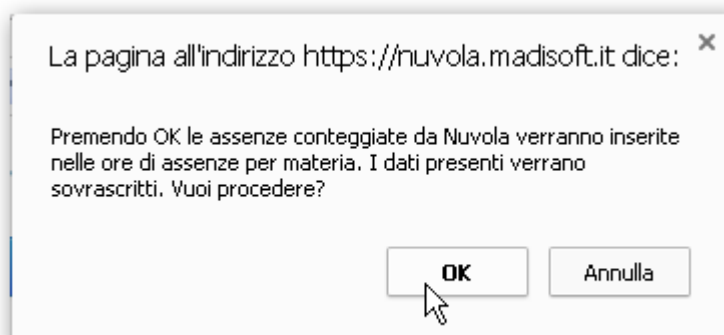 La pagina all'indirizzo https://nuvola.madisoft.it dice:
Premendo OK le assenze conteggiate da Nuvola verranno inserite
nelle ore di assenze per materia. I dati presenti verrano
sovrascritti. Vuoi procedere?
OK
Annulla